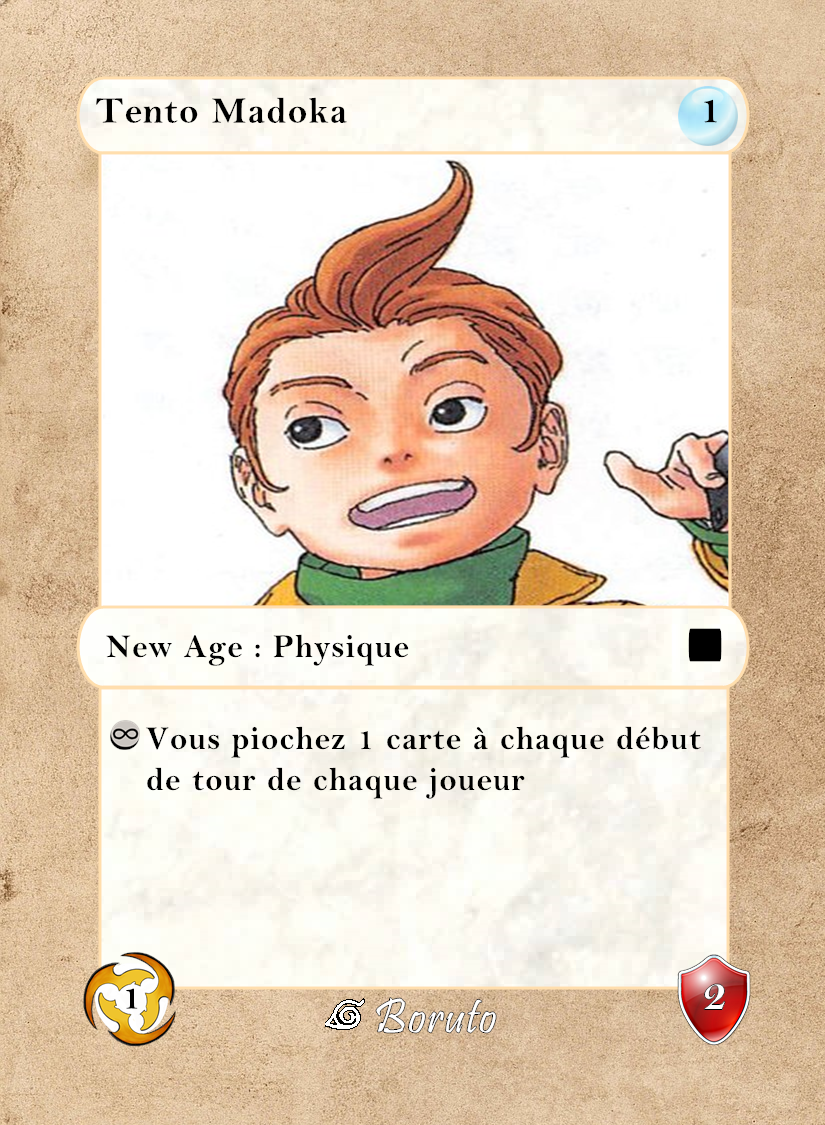 Tento Madoka
1
New Age : Physique
Vous piochez 1 carte à chaque début
de tour de chaque joueur
1
Boruto
2